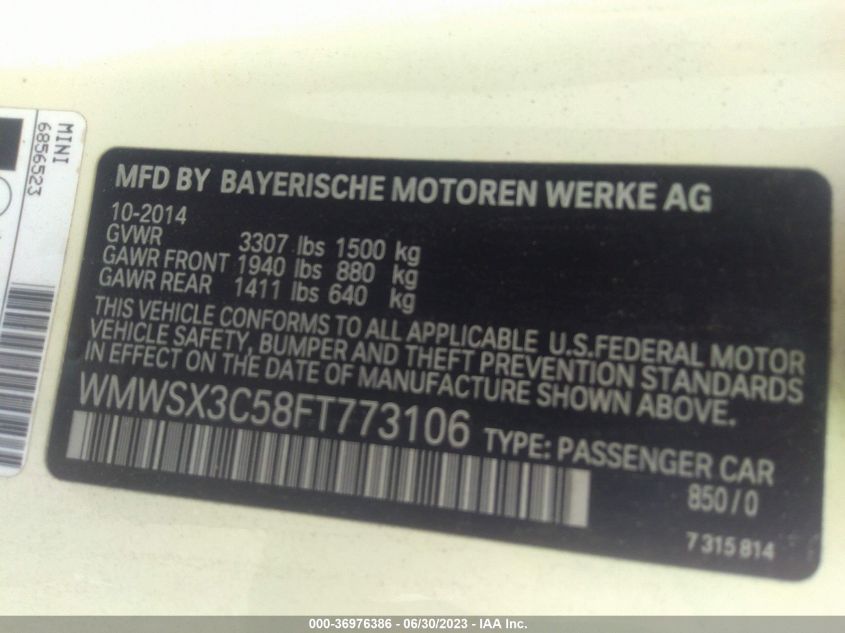 MINI
6856523
MFD BY BAYERISCHE MOTOREN WERKE AG
10-2014
GVWR 3307 lbs 1500 kg
GAWR FRONT 1940 lbs 880 kg
GAWR REAR 1411 lbs 640 kg
THIS VEHICLE CONFORMS TO ALL APPLICABLE U.S.FEDERAL MOTOR
VEHICLE SAFETY, BUMPER AND THEFT PREVENTION STANDARDS
IN EFFECT ON THE DATE OF MANUFACTURE SHOWN ABOVE.
WMWSX3C58FT773106 TYPE: PASSENGER CAR
850/0
7 315 814
000-36976386 - 06/30/2023 - IAA Inc.